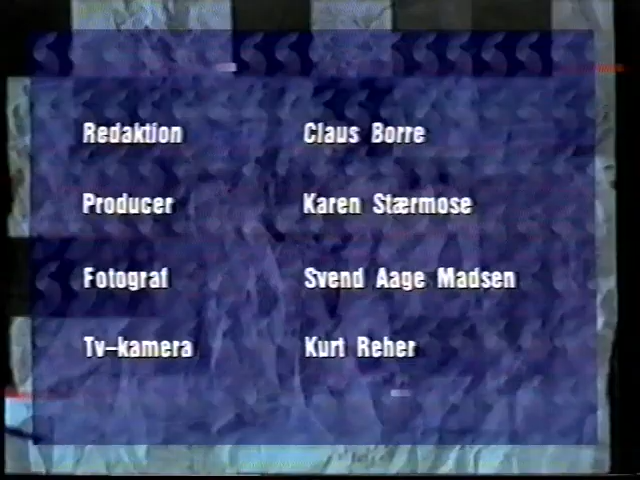 Redaktion Claus Borre
Producer Karen Stærmose
Fotograf Svend Aage Madsen
Tv-kamera Kurt Reher